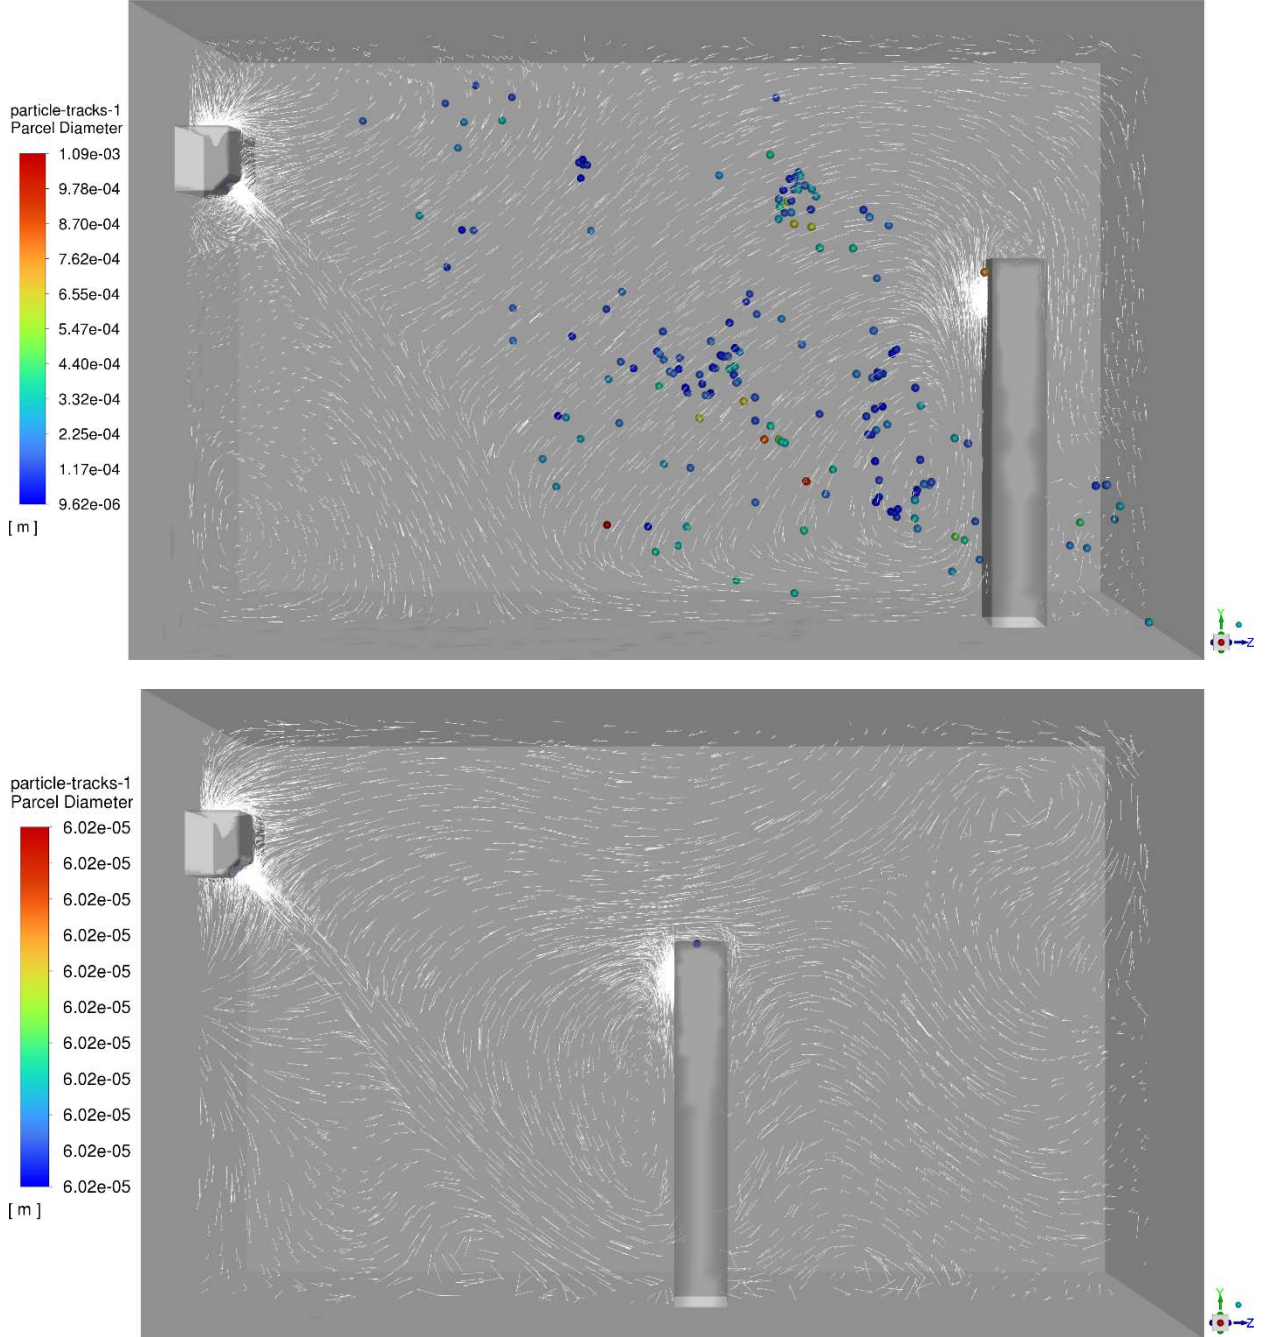 particle-tracks-1
Parcel Diameter
1.09e-03
9.78e-04
8.70e-04
7.62e-04
6.55e-04
5.47e-04
4.40e-04
3.32e-04
2.25e-04
1.17e-04
9.62e-06
[ m ]
Y
Z
particle-tracks-1
Parcel Diameter
6.02e-05
6.02e-05
6.02e-05
6.02e-05
6.02e-05
6.02e-05
6.02e-05
6.02e-05
6.02e-05
6.02e-05
6.02e-05
[ m ]
Y
Z